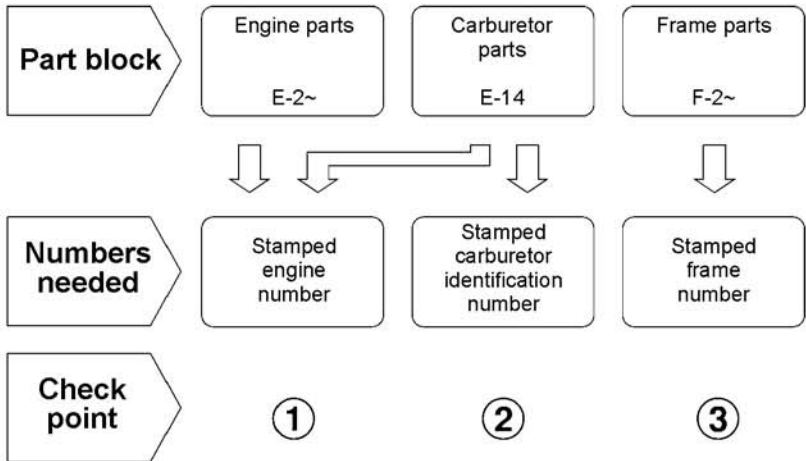 Part block
Engine parts
E-2~
Carburetor
parts
E-14
Frame parts
F-2~
Numbers
needed
Stamped
engine
number
Stamped
carburetor
identification
number
Stamped
frame
number
Check
point
①
②
③